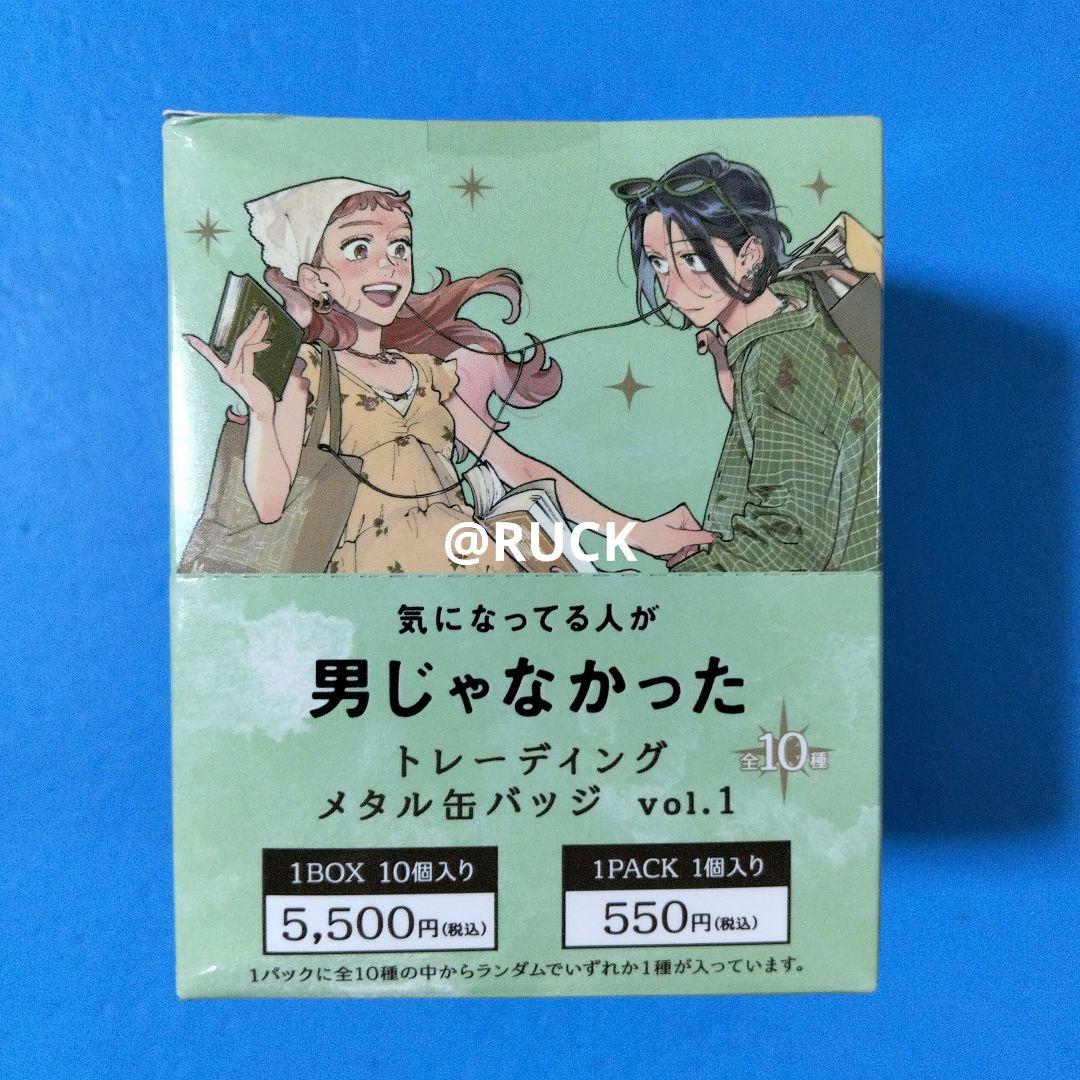 @RUCK
気になってる人が
男じゃなかった
トレーディング
メタル缶バッジ vol.1
全10種
1BOX 10個入り
5,500円(税込)
1PACK 1個入り
550円(税込)
1パックに全10種の中からランダムでいずれか1種が入っています。